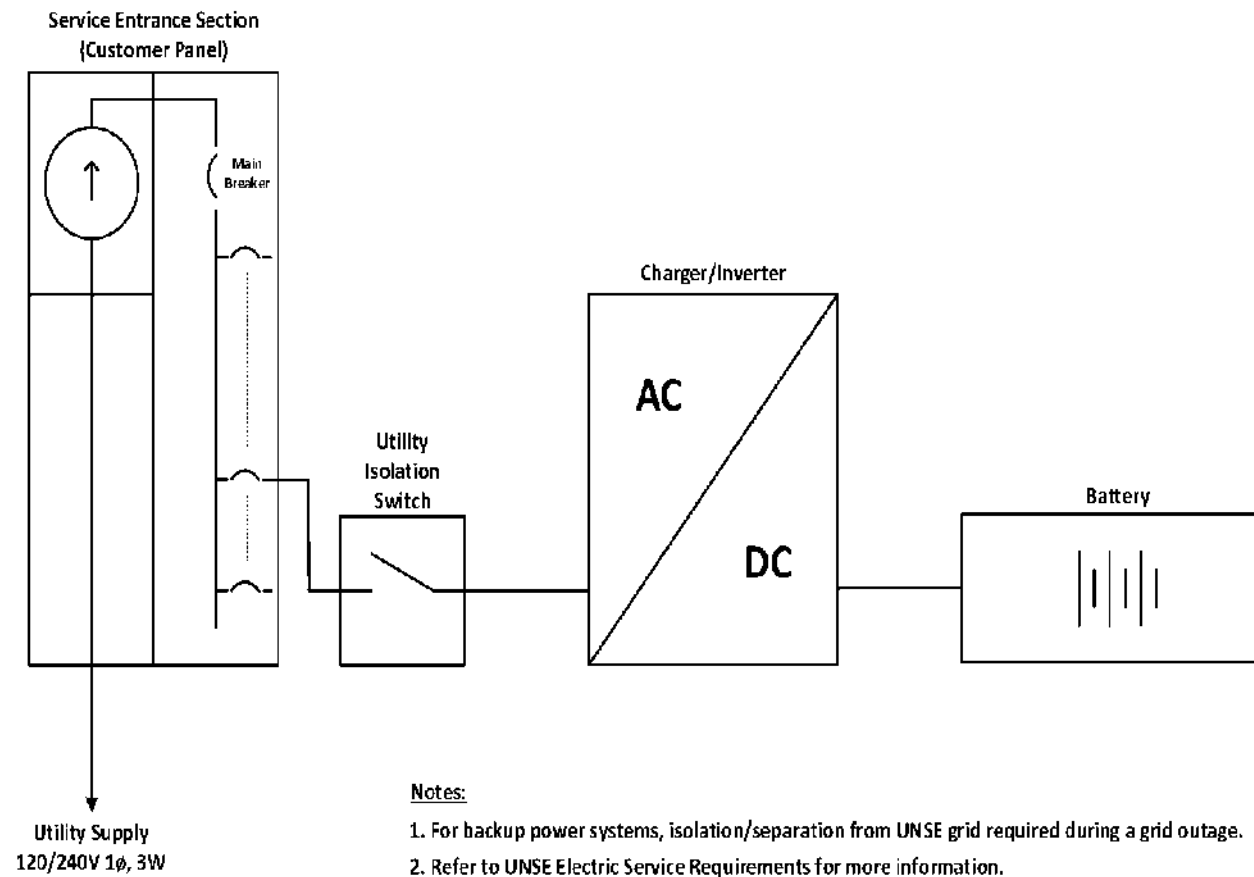 Service Entrance Section
(Customer Panel)
Main
Breaker
Charger/Inverter
AC
DC
Utility
Isolation
Switch
Battery
Utility Supply
120/240V 1ø, 3W
Notes:
1. For backup power systems, isolation/separation from UNSE grid required during a grid outage.
2. Refer to UNSE Electric Service Requirements for more information.